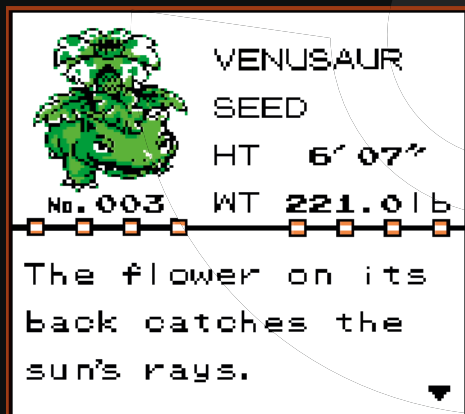 VENUSAUR
SEED
HT 6′07″
No.003 WT 221.0lb
The flower on its
back catches the
sun's rays.